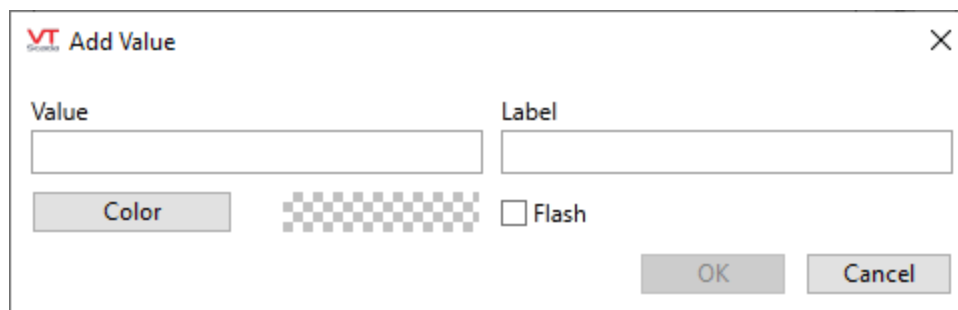 VT
Scada
Add Value
Value
Label
Color
Flash
OK
Cancel